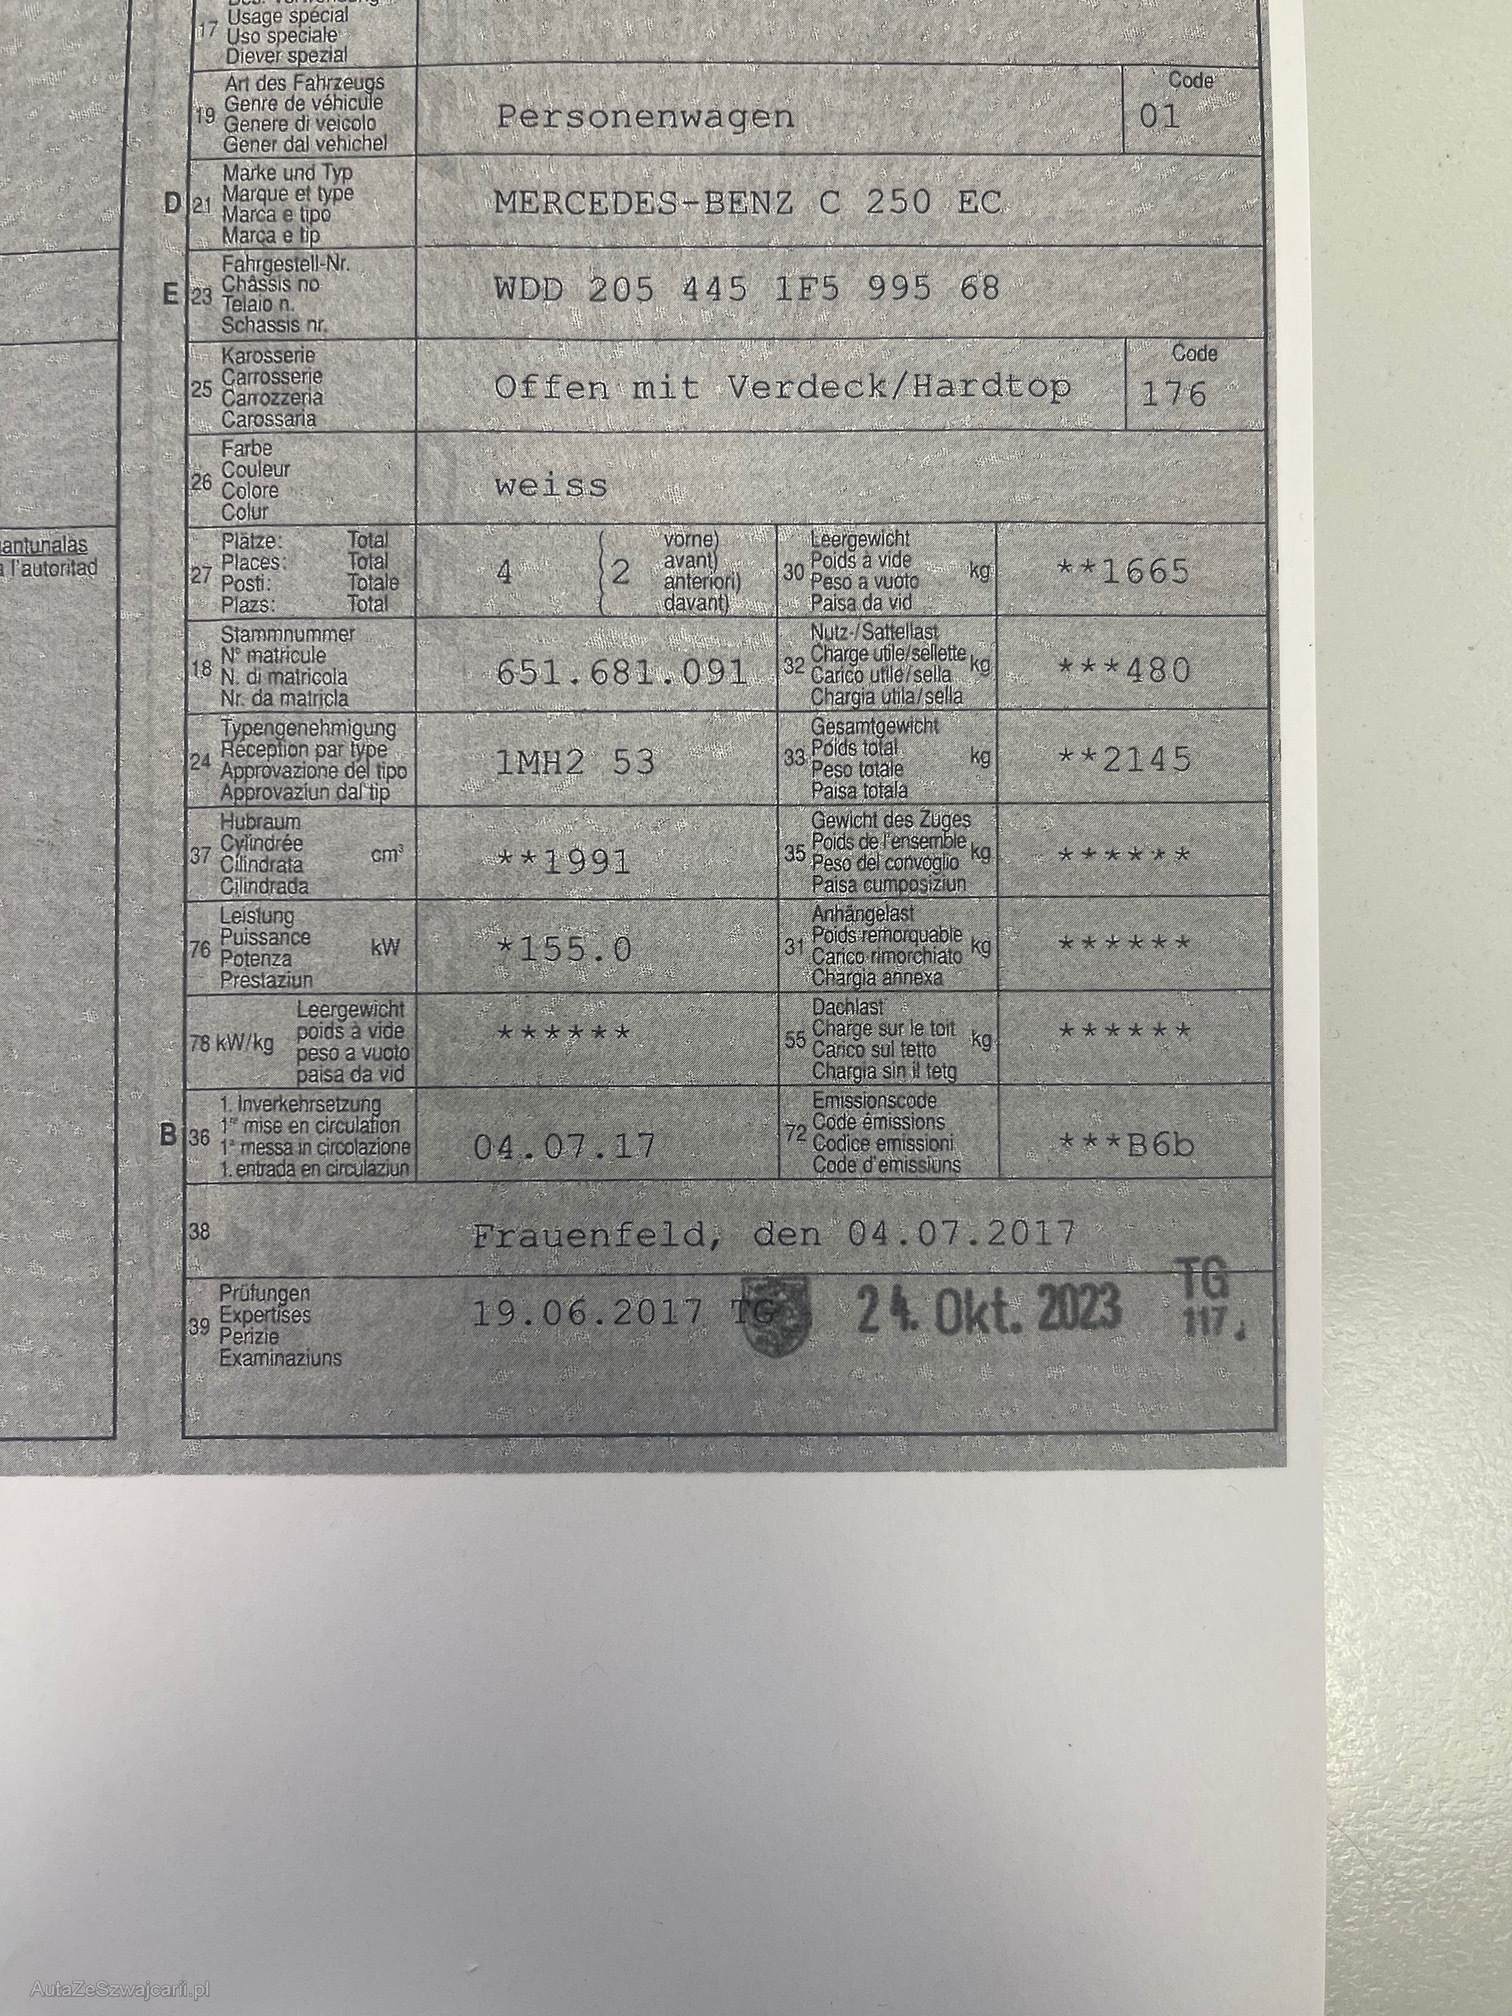 Usage spécial
17 Uso speciale
Diever spezial
Art des Fahrzeugs
Genre de véhicule
19 Genere di veicolo
Gener dal vehichel
Personenwagen
Code
01
D 21 Marke und Typ
Marque et type
Marca e tipo
Marca e tip
MERCEDES-BENZ C 250 EC
E 23 Fahrgestell-Nr.
Châssis no
Telaio n.
Schassis nr.
WDD 205 445 1F5 995 68
25 Karosserie
Carrosserie
Carrozzeria
Carossaria
Offen mit Verdeck/Hardtop
Code
176
26 Farbe
Couleur
Colore
Colur
weiss
antunalas
a l'autoritad
27 Plätze: Total
Places: Total
Posti: Totale
Plazs: Total
4 (2 vorne)
avant)
anteriori)
davant)
30 Leergewicht
Poids à vide
Peso a vuoto
Paisa da vid
kg
**1665
18 Stammnummer
N° matricule
N. di matricola
Nr. da matricla
651.681.091
32 Nutz-/Sattellast
Charge utile/sellette
Carico utile/sella
Chargia utila/sella
kg
***480
24 Typengenehmigung
Réception par type
Approvazione del tipo
Approvaziun dal tip
1MH2 53
33 Gesamtgewicht
Poids total
Peso totale
Paisa totala
kg
**2145
37 Hubraum
Cylindrée
Cilindrata
Cilindrada
cm³
**1991
35 Gewicht des Zuges
Poids de l'ensemble
Peso del convoglio
Paisa cumposiziun
kg
******
76 Leistung
Puissance
Potenza
Prestaziun
kW
*155.0
31 Anhängelast
Poids remorquable
Carico rimorchiato
Chargia annexa
kg
******
78 kW/kg
Leergewicht
poids à vide
peso a vuoto
paisa da vid
******
55 Dachlast
Charge sur le toit
Carico sul tetto
Chargia sin il tetg
kg
******
B 36 1. Inverkehrsetzung
1re mise en circulation
1a messa in circolazione
1. entrada en circulaziun
04.07.17
72 Emissionscode
Code émissions
Codice emissioni
Code d'emissiuns
***B6b
38 Frauenfeld, den 04.07.2017
39 Prüfungen
Expertises
Perizie
Examinaziuns
19.06.2017 TG
24. Okt. 2023
TG
117.
AutaZeSzwajcarii.pl